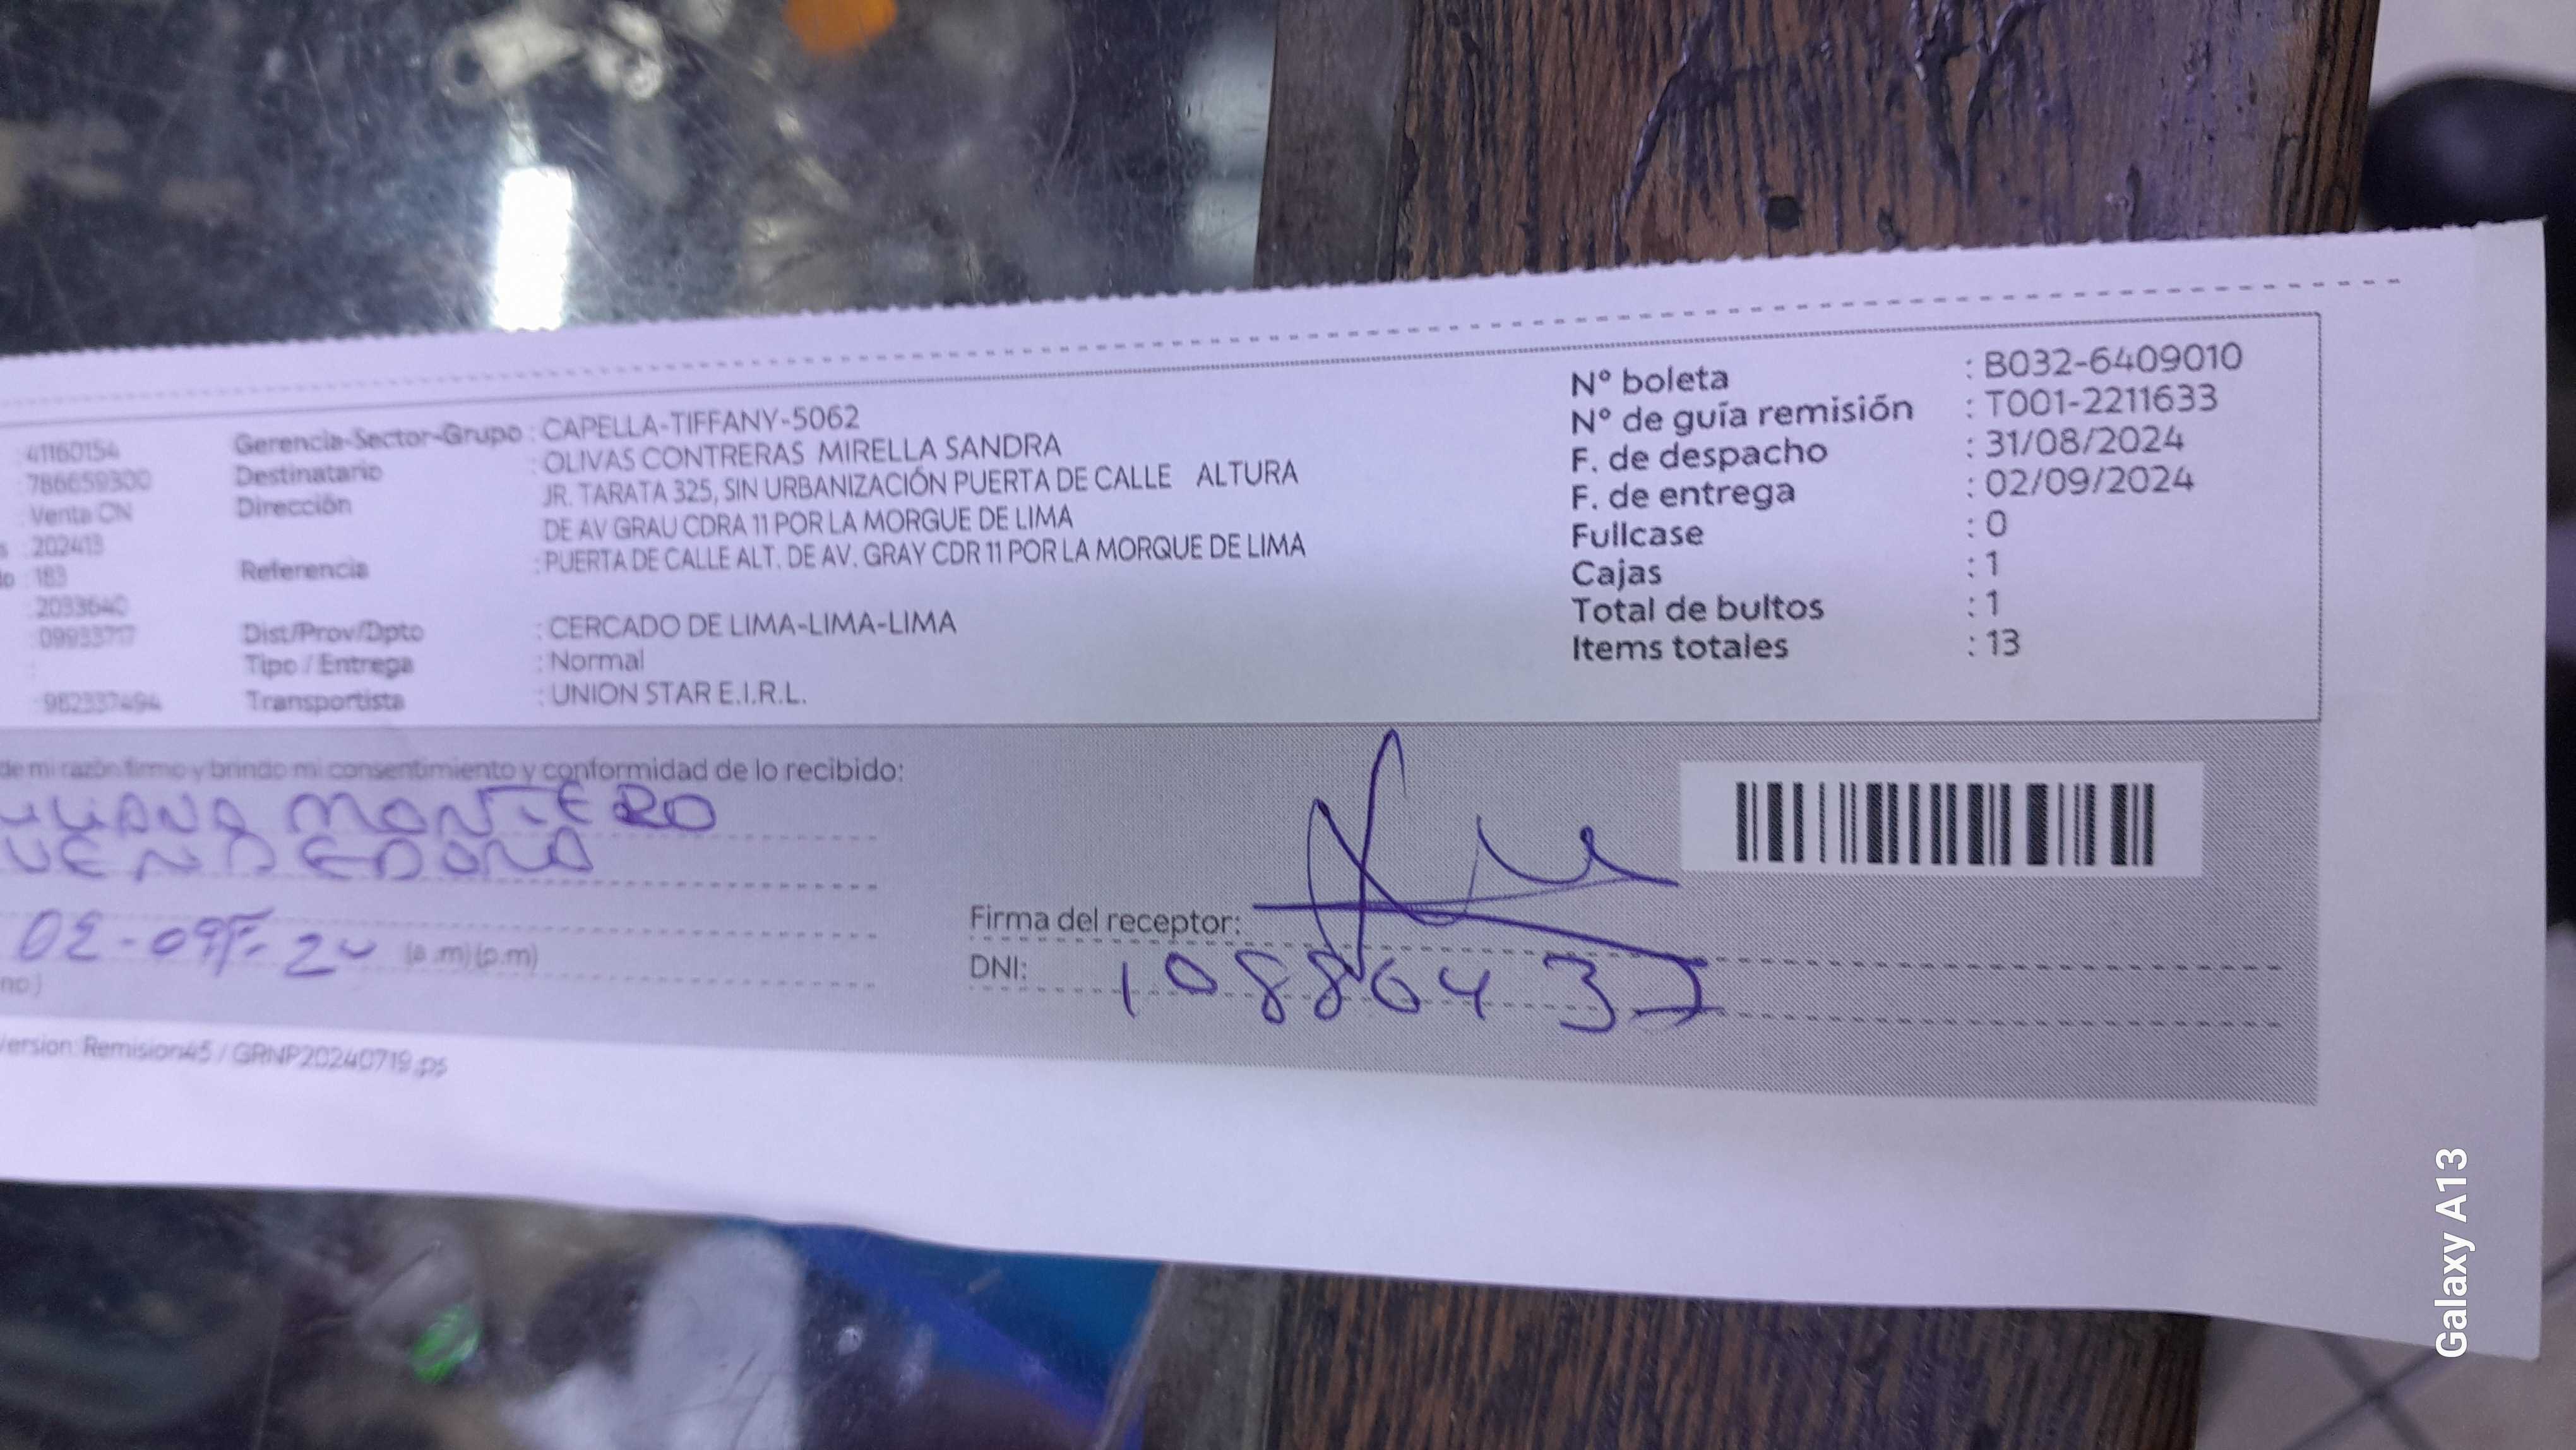 : 41160154 Gerencia-Sector-Grupo : CAPELLA-TIFFANY-5062 Nº boleta : B032-6409010
: 786659300 Destinatario : OLIVAS CONTRERAS MIRELLA SANDRA Nº de guía remisión : T001-2211633
: Venta CN Dirección JR. TARATA 325, SIN URBANIZACIÓN PUERTA DE CALLE ALTURA F. de despacho : 31/08/2024
: 202413 DE AV GRAU CDRA 11 POR LA MORGUE DE LIMA F. de entrega : 02/09/2024
: 183 Referencia : PUERTA DE CALLE ALT. DE AV. GRAY CDR 11 POR LA MORQUE DE LIMA Fullcase : 0
: 2033640 Cajas : 1
: 09933717 Dist/Prov/Dpto : CERCADO DE LIMA-LIMA-LIMA Total de bultos : 1
: Tipo / Entrega : Normal Items totales : 13
: 982337494 Transportista : UNION STAR E.I.R.L.
de mi razón firmo y brindo mi consentimiento y conformidad de lo recibido:
MONTERO
VENDEDORA
Firma del receptor:
(a .m) (p.m)
DNI: 10886437
Version: Remision45 / GRNP20240719.ps
Galaxy A13